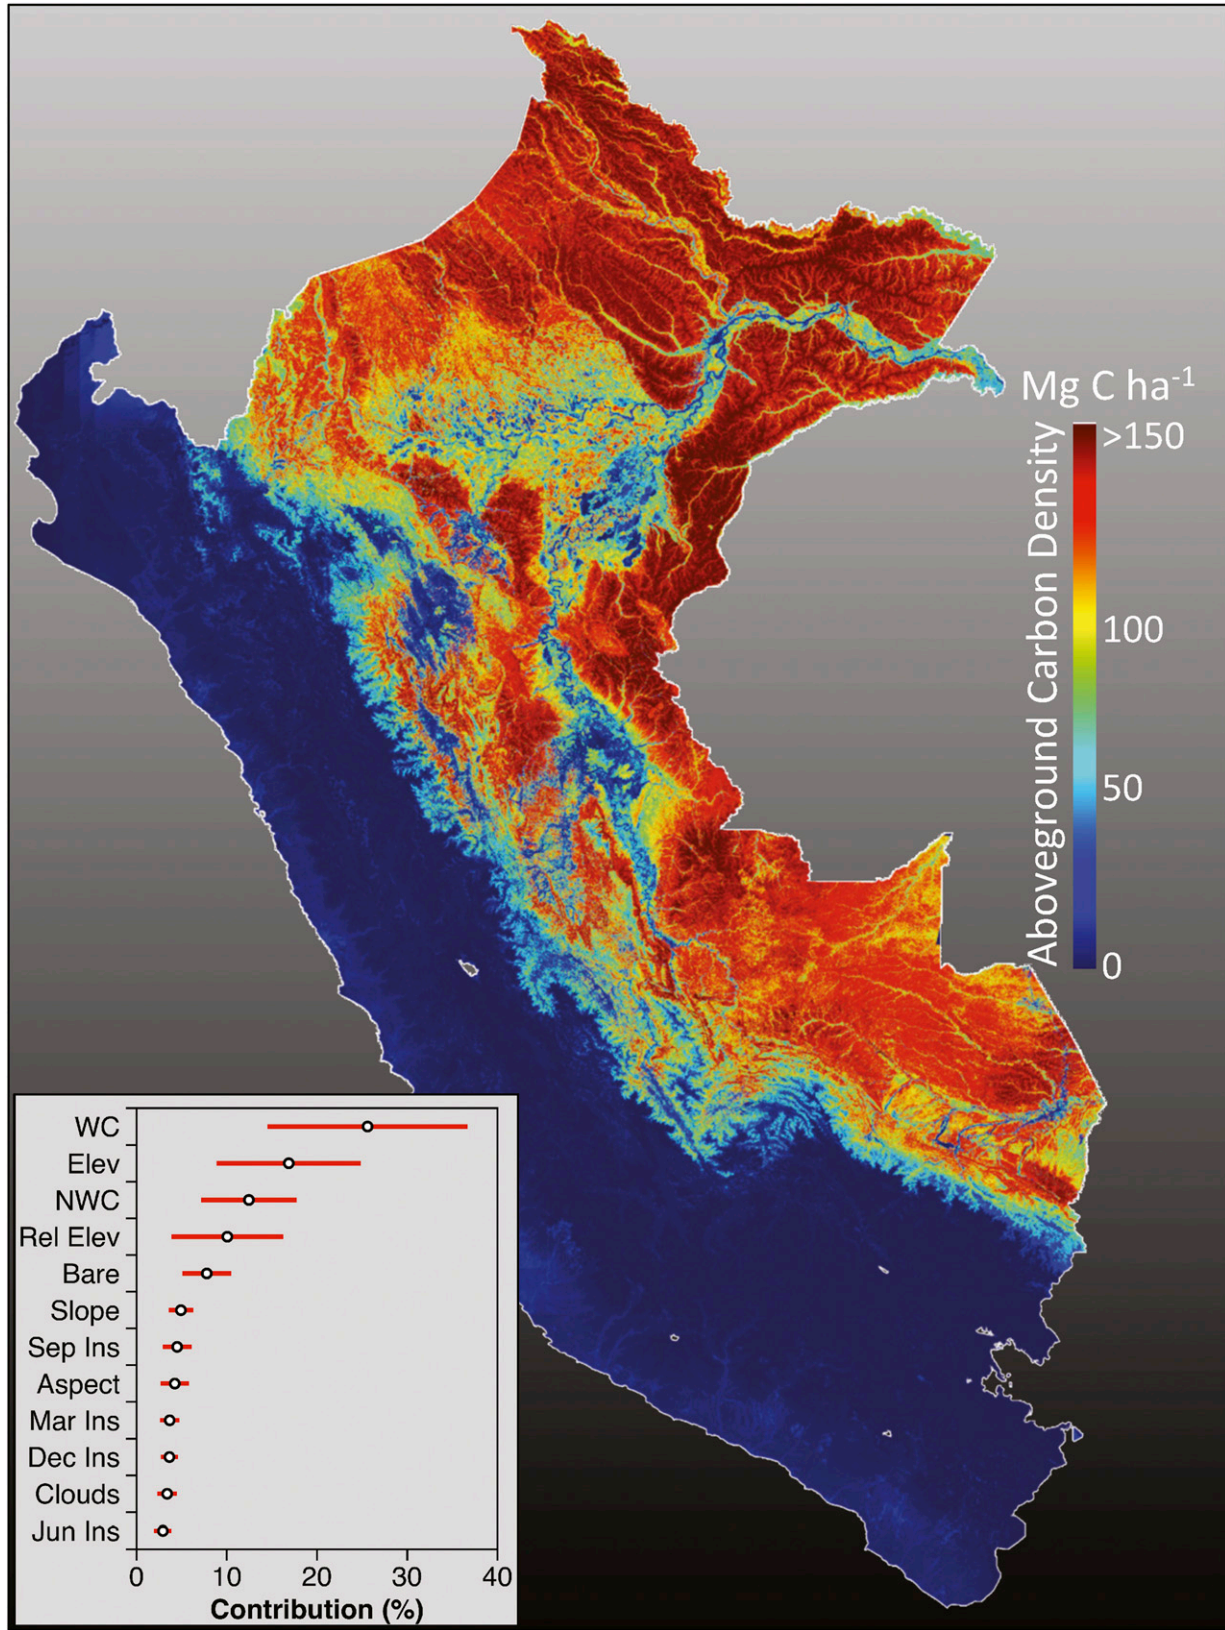 Mg C ha⁻¹
Aboveground Carbon Density
>150
100
50
0
WC
Elev
NWC
Rel Elev
Bare
Slope
Sep Ins
Aspect
Mar Ins
Dec Ins
Clouds
Jun Ins
0 10 20 30 40
Contribution (%)